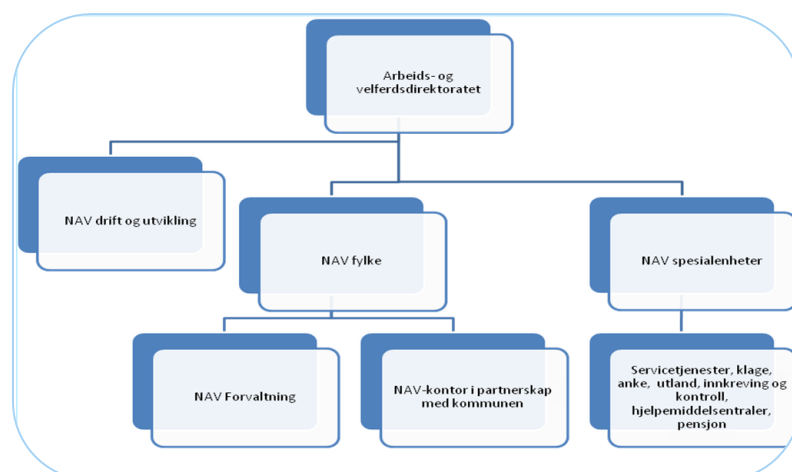 Arbeids- og
velferdsdirektoratet
NAV drift og utvikling
NAV fylke
NAV spesialenheter
NAV Forvaltning
NAV-kontor i partnerskap
med kommunen
Servicetjenester, klage,
anke, utland, innkreving og
kontroll,
hjelpemiddelsentraler,
pensjon